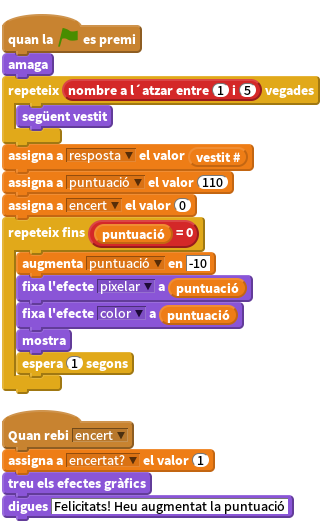 quan la es premi
amaga
repeteix nombre a l´atzar entre 1 i 5 vegades
següent vestit
assigna a resposta el valor vestit #
assigna a puntuació el valor 110
assigna a encert el valor 0
repeteix fins puntuació = 0
augmenta puntuació en -10
fixa l'efecte pixelar a puntuació
fixa l'efecte color a puntuació
mostra
espera 1 segons
Quan rebi encert
assigna a encertat? el valor 1
treu els efectes gràfics
digues Felicitats! Heu augmentat la puntuació